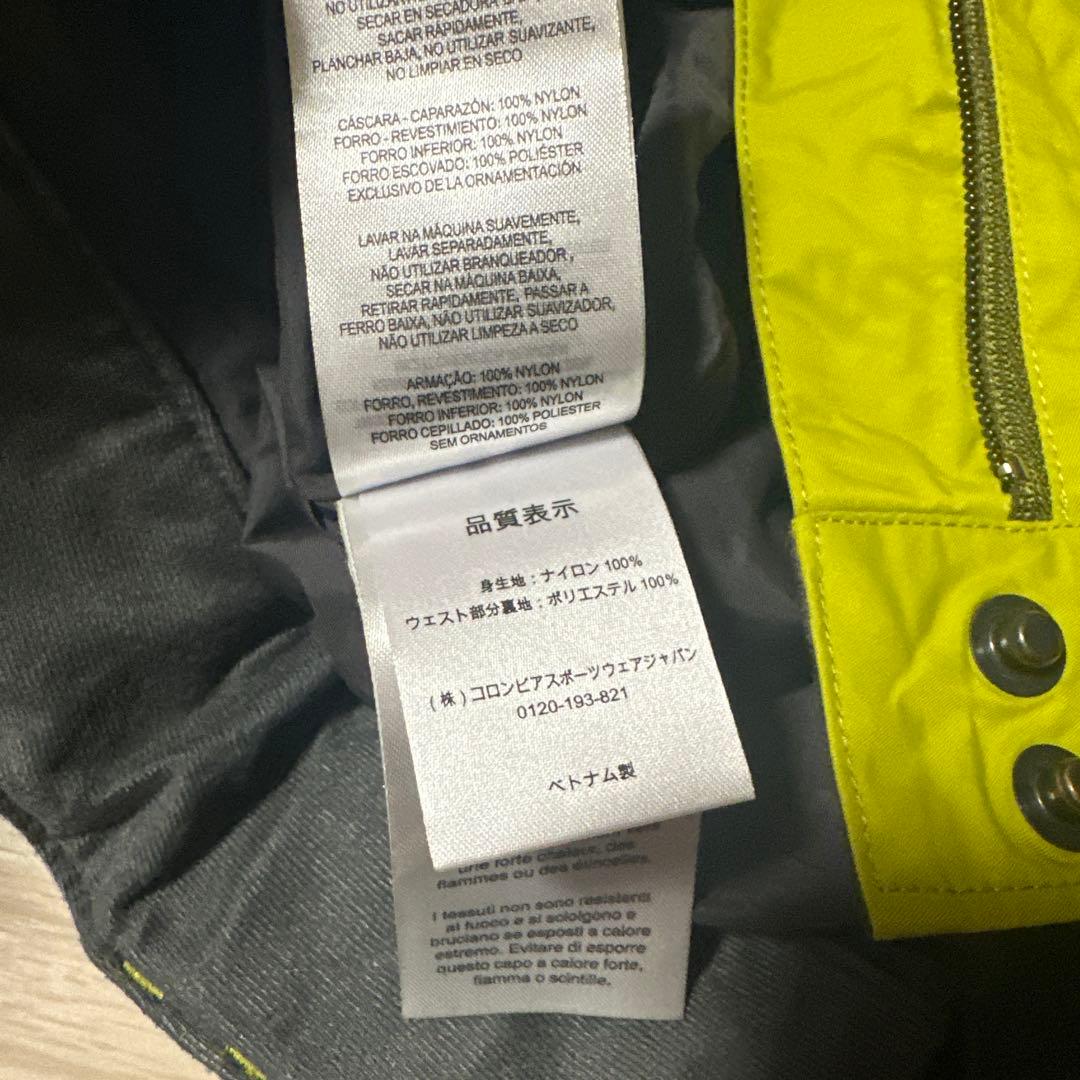 NO UTILIZAR
SECAR EN SECADORA
SACAR RÁPIDAMENTE,
PLANCHAR BAJA, NO UTILIZAR SUAVIZANTE,
NO LIMPIAR EN SECO
CÁSCARA - CAPARAZÓN: 100% NYLON
FORRO - REVESTIMIENTO: 100% NYLON
FORRO INFERIOR: 100% NYLON
FORRO ESCOVADO: 100% POLIÉSTER
EXCLUSIVO DE LA ORNAMENTACIÓN
LAVAR NA MÁQUINA SUAVEMENTE,
LAVAR SEPARADAMENTE,
NÃO UTILIZAR BRANQUEADOR ,
SECAR NA MÁQUINA BAIXA,
RETIRAR RAPIDAMENTE, PASSAR A
FERRO BAIXA, NÃO UTILIZAR SUAVIZADOR,
NÃO UTILIZAR LIMPEZA A SECO
ARMAÇÃO: 100% NYLON
FORRO, REVESTIMENTO: 100% NYLON
FORRO INFERIOR: 100% NYLON
FORRO CEPILLADO: 100% POLIESTER
SEM ORNAMENTOS
品質表示
身生地：ナイロン 100%
ウェスト部分裏地：ポリエステル 100%
（株）コロンビアスポーツウェアジャパン
0120-193-821
ベトナム製
une forte chaleur, des
flammes ou des étincelles.
I tessuti non sono resistenti
al fuoco e si sciolgono e
bruciano se esposti a calore
estremo. Evitare di esporre
questo capo a calore forte,
fiamma o scintille.